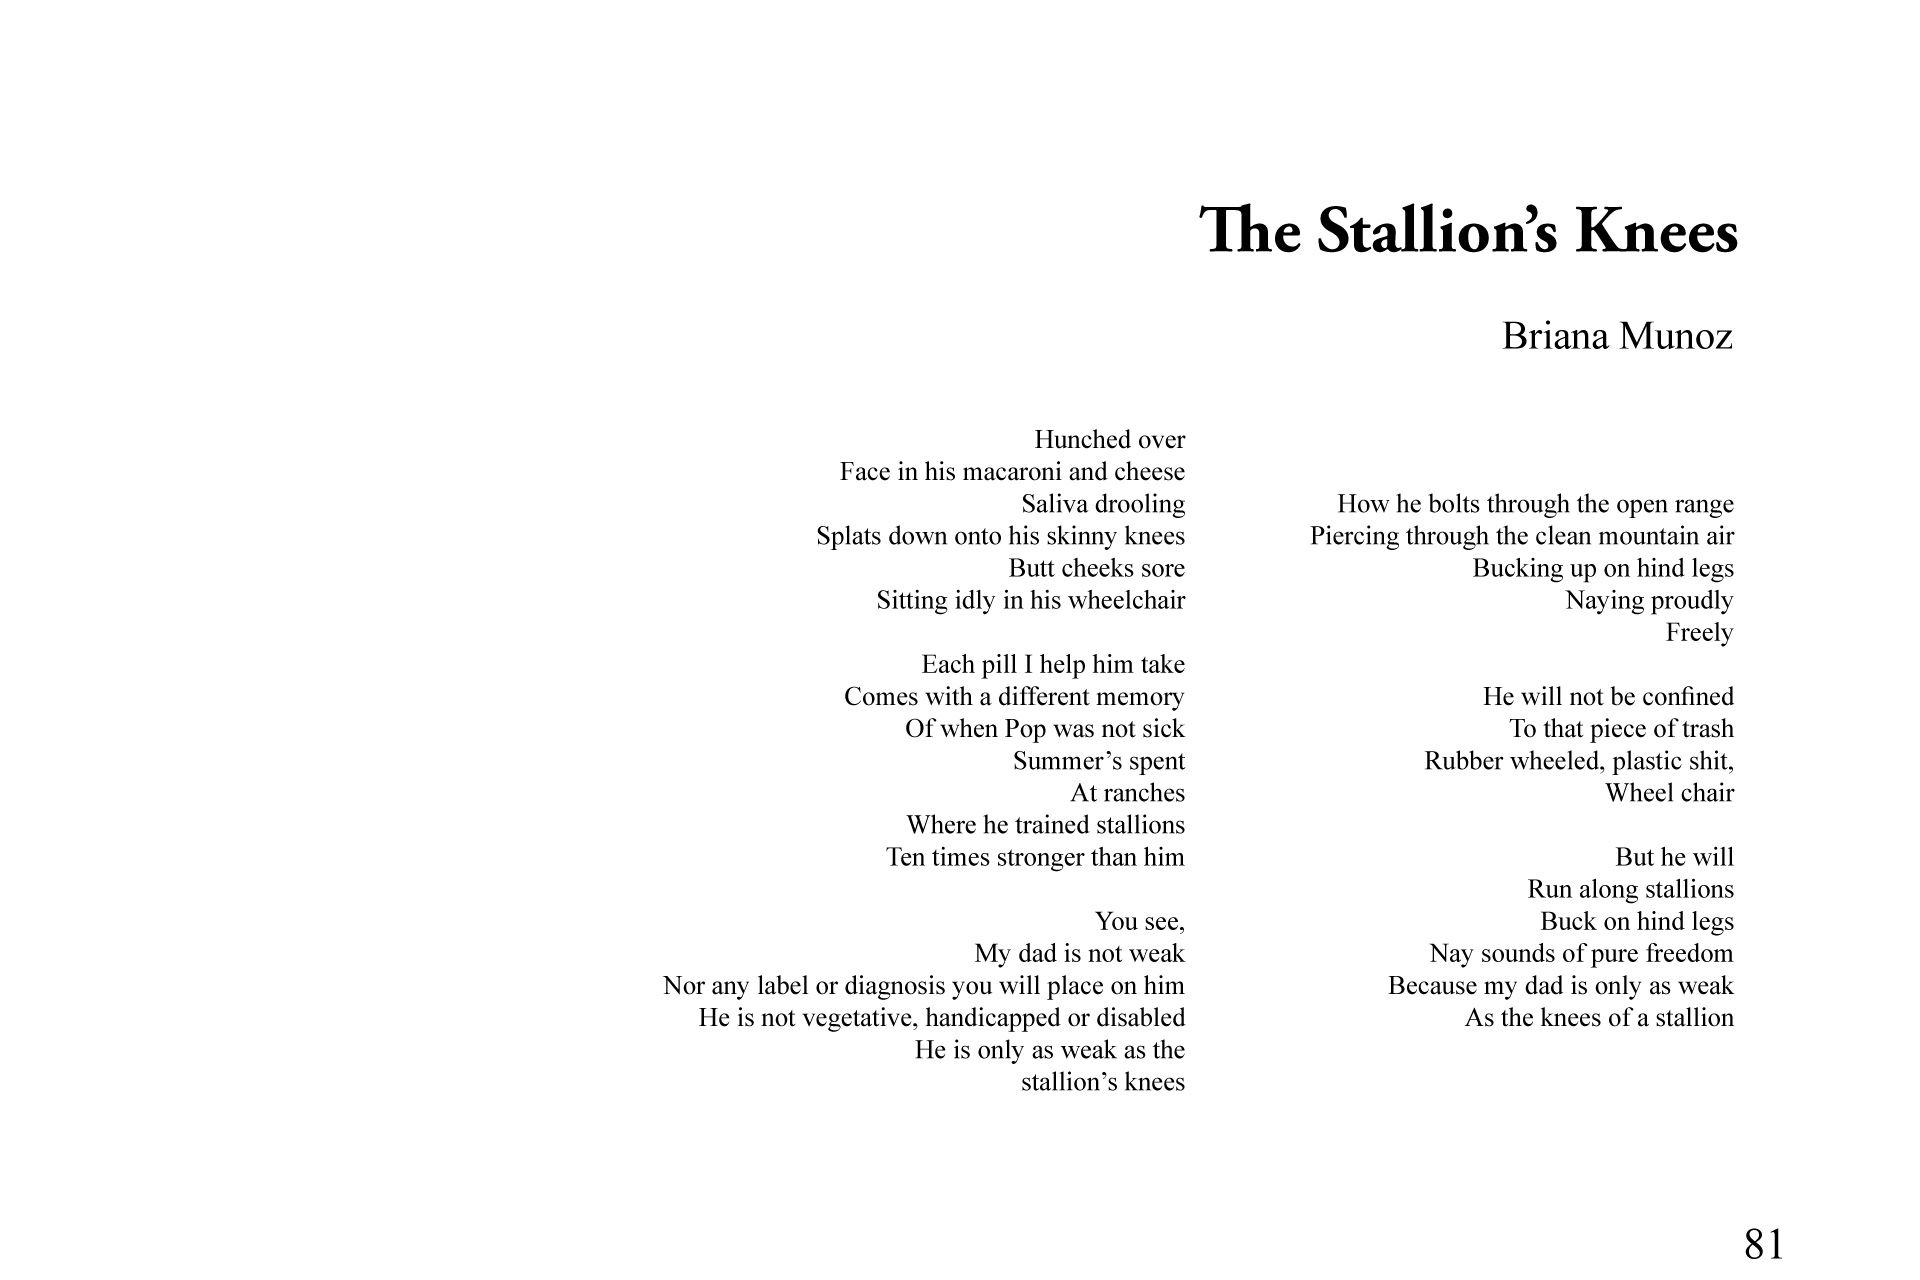 The Stallion’s Knees
Briana Munoz
Hunched over
Face in his macaroni and cheese
Saliva drooling
Splats down onto his skinny knees
Butt cheeks sore
Sitting idly in his wheelchair
Each pill I help him take
Comes with a different memory
Of when Pop was not sick
Summer’s spent
At ranches
Where he trained stallions
Ten times stronger than him
You see,
My dad is not weak
Nor any label or diagnosis you will place on him
He is not vegetative, handicapped or disabled
He is only as weak as the
stallion’s knees
How he bolts through the open range
Piercing through the clean mountain air
Bucking up on hind legs
Naying proudly
Freely
He will not be confined
To that piece of trash
Rubber wheeled, plastic shit,
Wheel chair
But he will
Run along stallions
Buck on hind legs
Nay sounds of pure freedom
Because my dad is only as weak
As the knees of a stallion
81